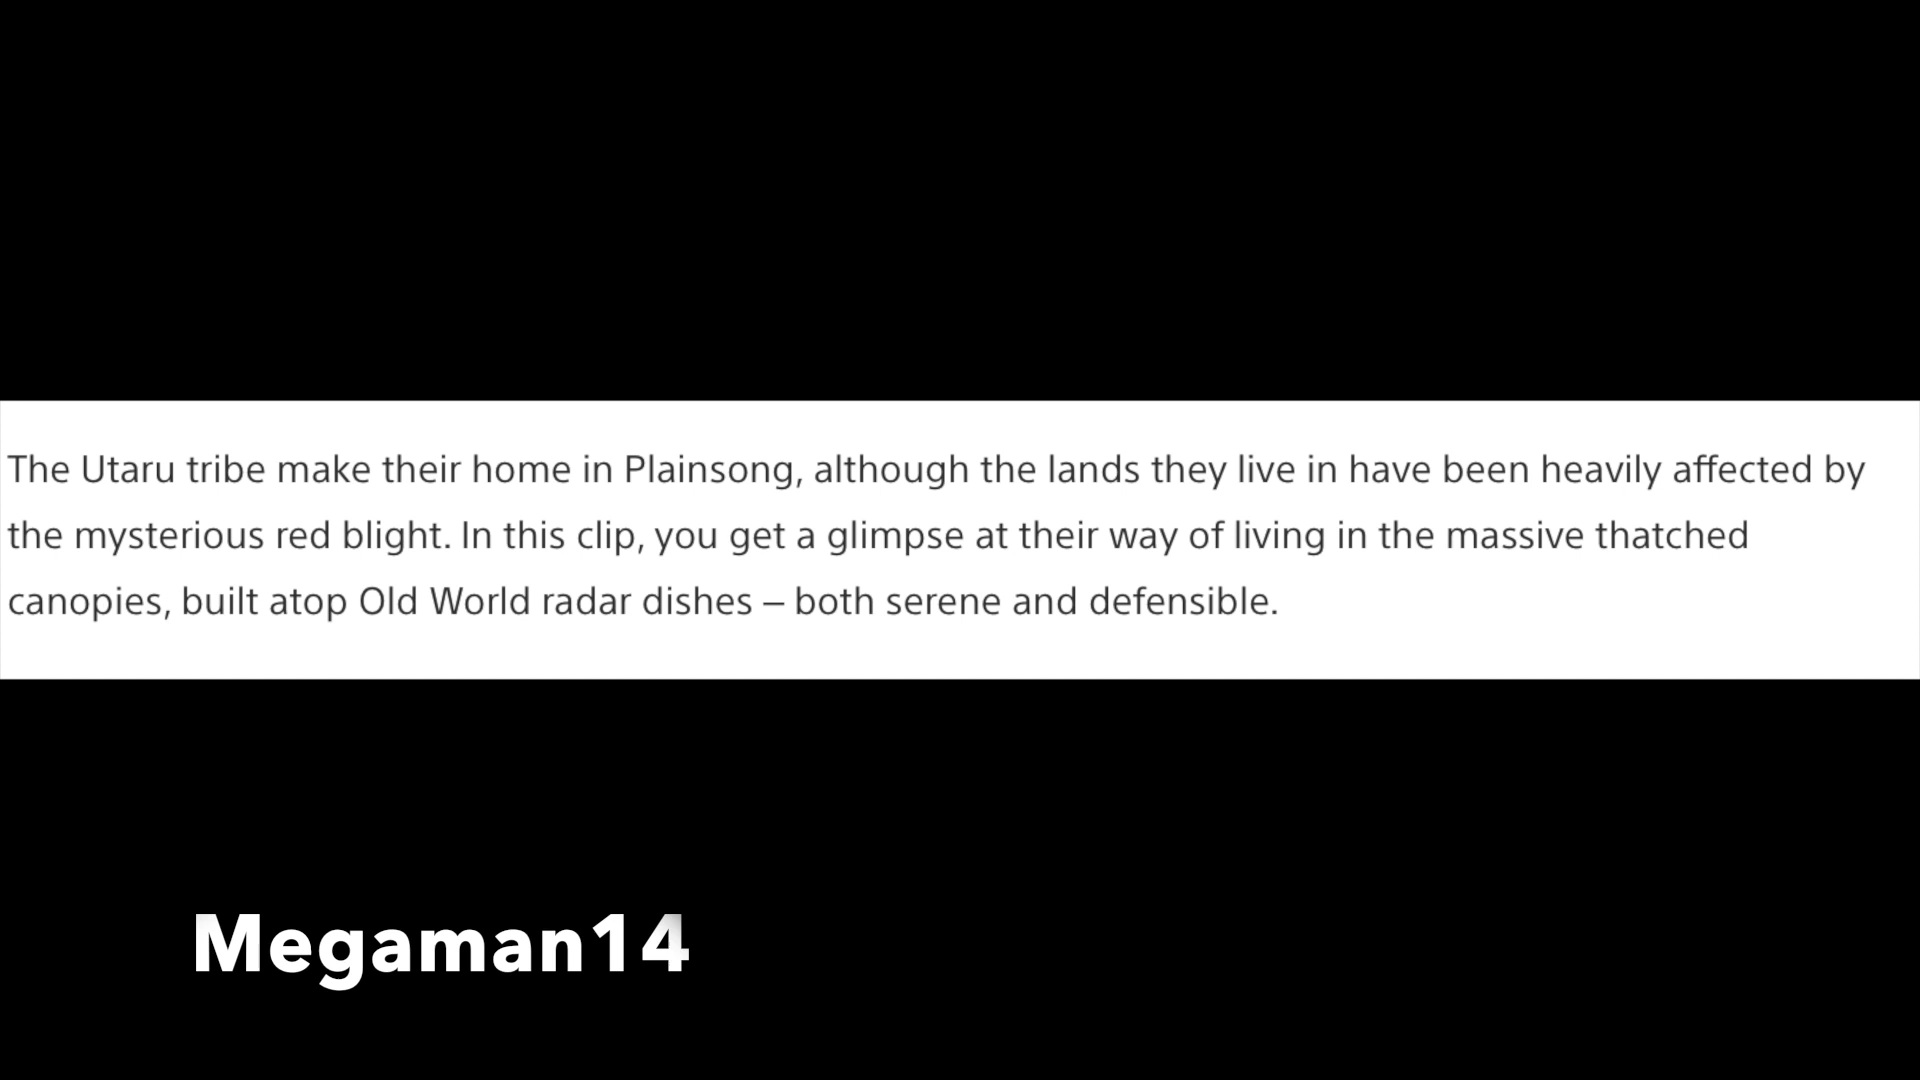 The Utaru tribe make their home in Plainsong, although the lands they live in have been heavily affected by
the mysterious red blight. In this clip, you get a glimpse at their way of living in the massive thatched
canopies, built atop Old World radar dishes – both serene and defensible.
Megaman14